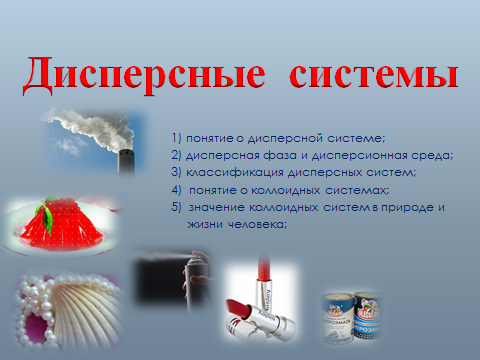 Дисперсные системы
1) понятие о дисперсной системе;
2) дисперсная фаза и дисперсионная среда;
3) классификация дисперсных систем;
4) понятие о коллоидных системах;
5) значение коллоидных систем в природе и
жизни человека;